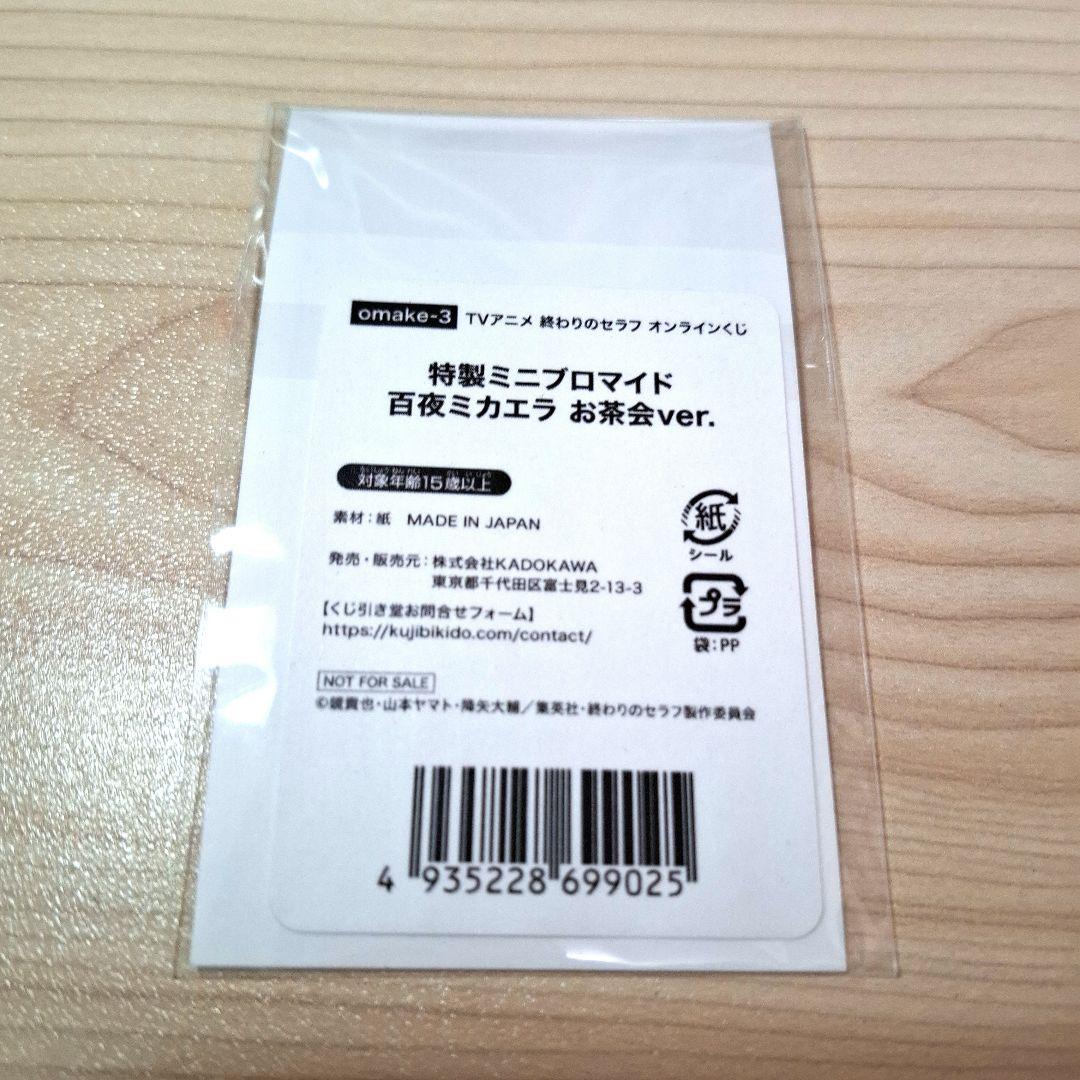 omake-3 TVアニメ 終わりのセラフ オンラインくじ
特製ミニブロマイド
百夜ミカエラ お茶会ver.
対象年齢15歳以上
素材：紙 MADE IN JAPAN
発売・販売元：株式会社KADOKAWA
東京都千代田区富士見2-13-3
【くじ引き堂お問合せフォーム】
https://kujibikido.com/contact/
紙
シール
プラ
袋：PP
NOT FOR SALE
©鏡貴也・山本ヤマト・降矢大輔／集英社・終わりのセラフ製作委員会
4 935228 699025